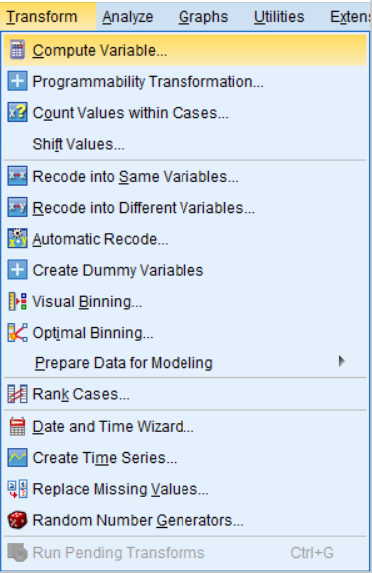 Transform Analyze Graphs Utilities Exten
Compute Variable...
Programmability Transformation...
Count Values within Cases...
Shift Values...
Recode into Same Variables...
Recode into Different Variables...
Automatic Recode...
Create Dummy Variables
Visual Binning...
Optimal Binning...
Prepare Data for Modeling
Rank Cases...
Date and Time Wizard...
Create Time Series...
Replace Missing Values...
Random Number Generators...
Run Pending Transforms Ctrl+G